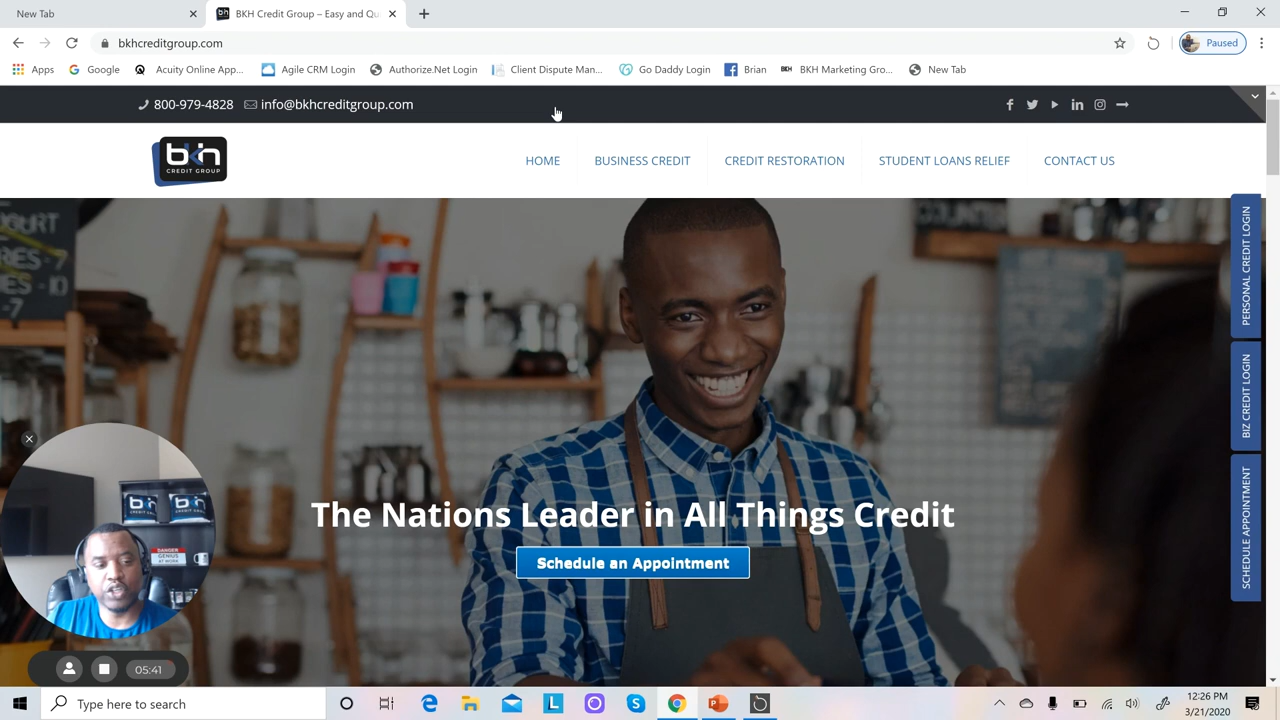 New Tab
BKH Credit Group – Easy and Qu
bkhcreditgroup.com
Paused
Apps
Google
Acuity Online App...
Agile CRM Login
Authorize.Net Login
Client Dispute Man...
Go Daddy Login
Brian
BKH Marketing Gro...
New Tab
800-979-4828
info@bkhcreditgroup.com
bkh
CREDIT GROUP
HOME
BUSINESS CREDIT
CREDIT RESTORATION
STUDENT LOANS RELIEF
CONTACT US
PERSONAL CREDIT LOGIN
BIZ CREDIT LOGIN
SCHEDULE APPOINTMENT
The Nations Leader in All Things Credit
Schedule an Appointment
DANGER
GENIUS
AT WORK
05:41
Type here to search
12:26 PM
3/21/2020